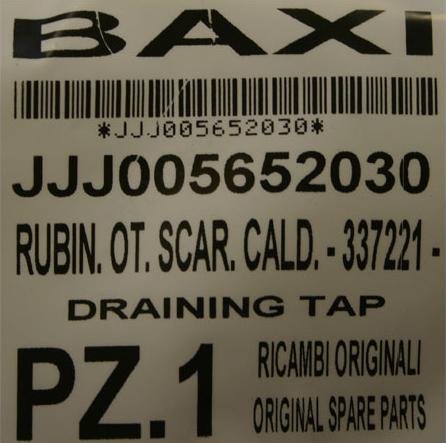 BAXI
*JJJ005652030*
JJJ005652030
RUBIN. OT. SCAR. CALD. - 337221 -
DRAINING TAP
PZ.1
RICAMBI ORIGINALI
ORIGINAL SPARE PARTS